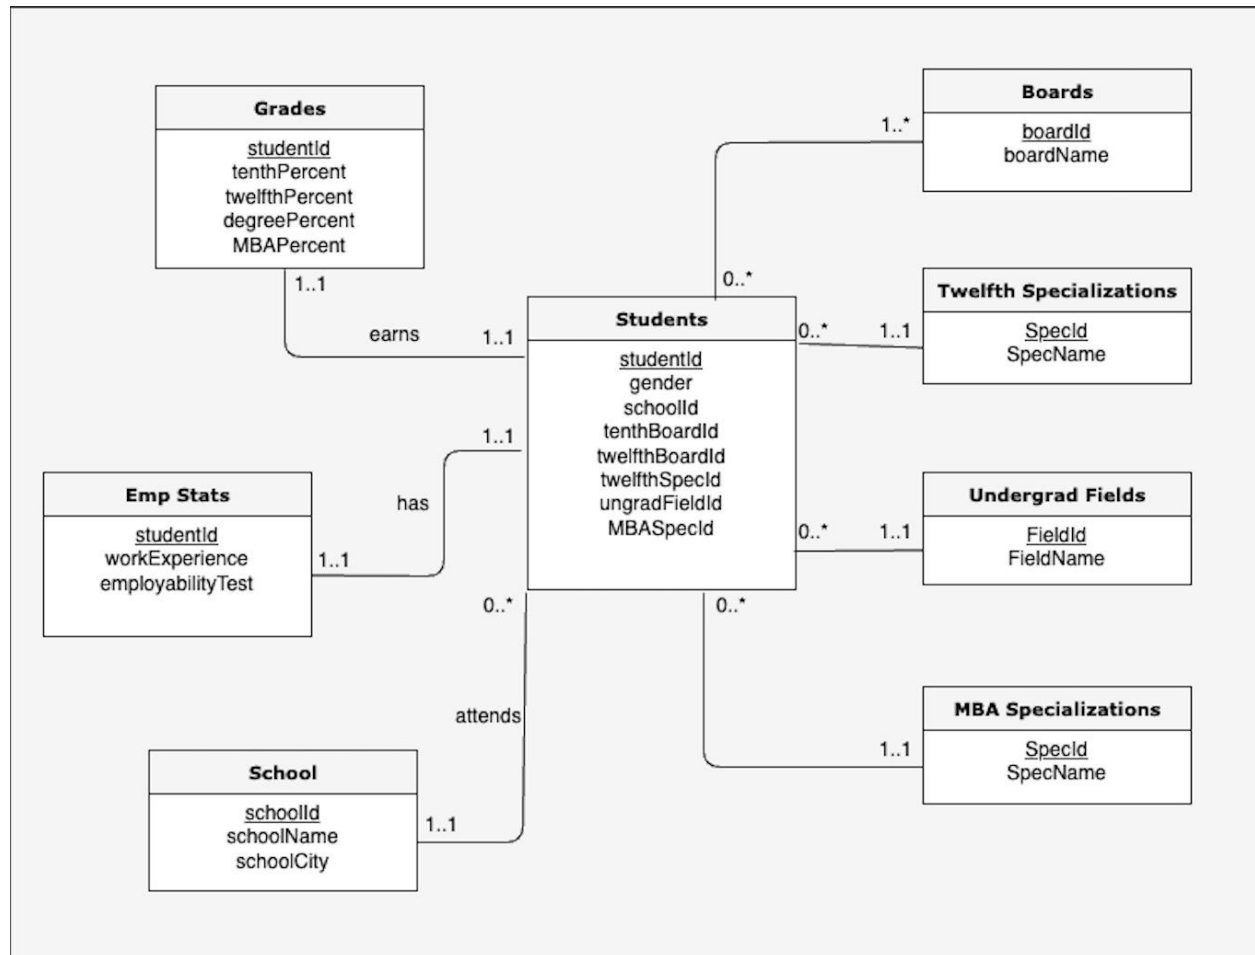 Grades
studentId
tenthPercent
twelfthPercent
degreePercent
MBAPercent
1..1
earns
1..1
Boards
boardId
boardName
1..*
0..*
Students
studentId
gender
schoolId
tenthBoardId
twelfthBoardId
twelfthSpecId
ungradFieldId
MBASpecId
Twelfth Specializations
SpecId
SpecName
0..*
1..1
Emp Stats
studentId
workExperience
employabilityTest
1..1
has
1..1
Undergrad Fields
FieldId
FieldName
0..*
1..1
School
schoolId
schoolName
schoolCity
1..1
attends
0..*
MBA Specializations
SpecId
SpecName
0..*
1..1